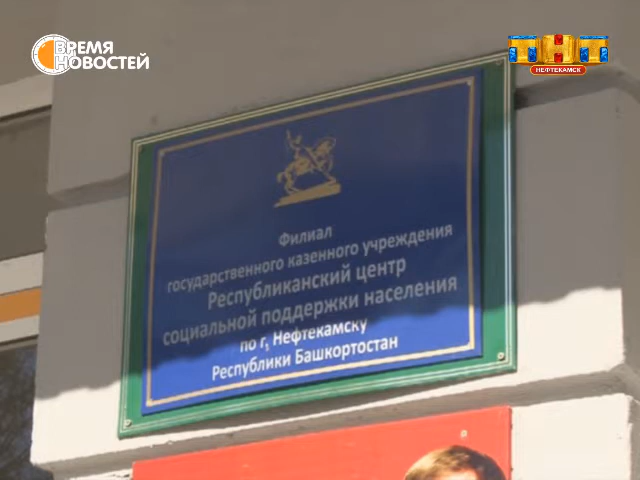 ВРЕМЯ
НОВОСТЕЙ
ТНТ
НЕФТЕКАМСК
Филиал
государственного казенного учреждения
Республиканский центр
социальной поддержки населения
по г. Нефтекамску
Республики Башкортостан